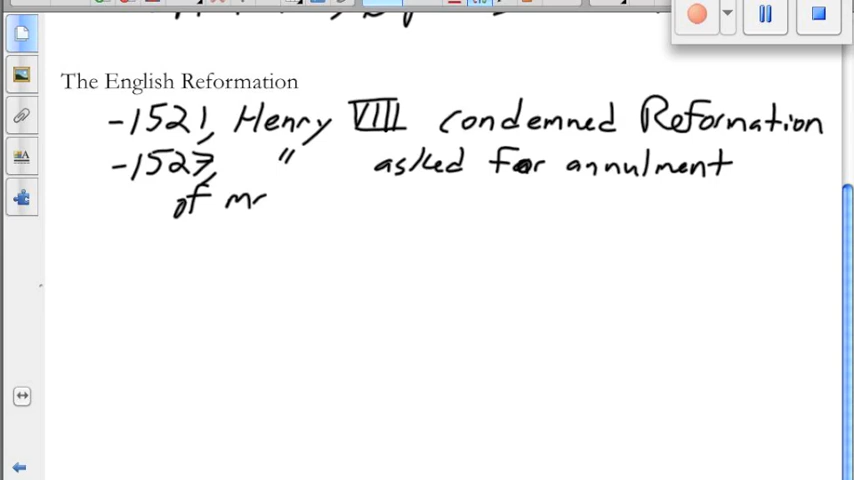 The English Reformation
-1521, Henry VIII condemned Reformation
-1527, " asked for annulment
of mr